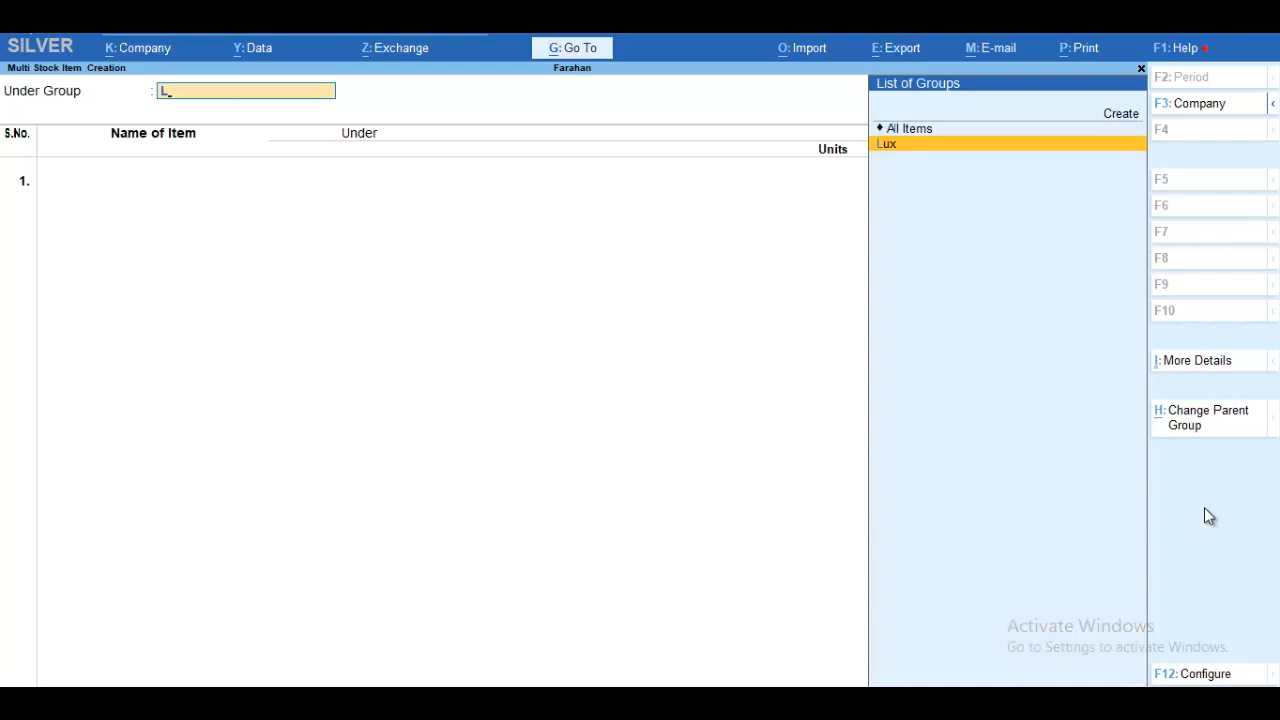 SILVER K: Company Y: Data Z: Exchange G: Go To O: Import E: Export M: E-mail P: Print F1: Help
Multi Stock Item Creation Farahan
Under Group : L
S.No. Name of Item Under
Units
1.
List of Groups
Create
♦ All Items
Lux
F2: Period
F3: Company
F4
F5
F6
F7
F8
F9
F10
I: More Details
H: Change Parent
Group
Activate Windows
Go to Settings to activate Windows.
F12: Configure